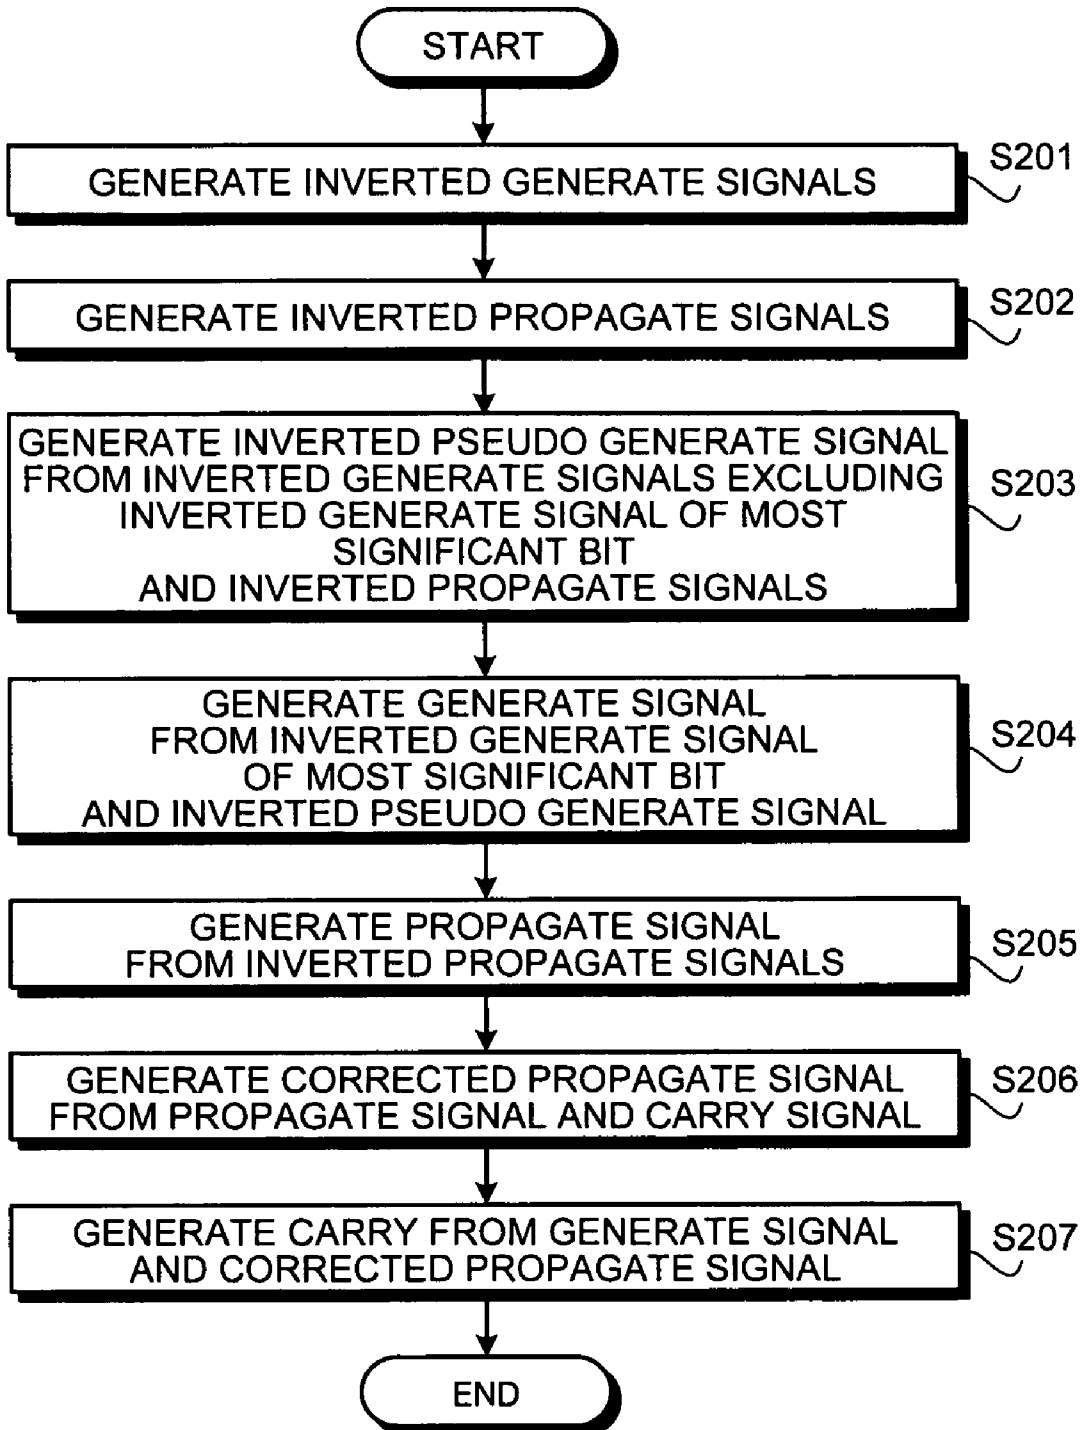 START
GENERATE INVERTED GENERATE SIGNALS
S201
GENERATE INVERTED PROPAGATE SIGNALS
S202
GENERATE INVERTED PSEUDO GENERATE SIGNAL
FROM INVERTED GENERATE SIGNALS EXCLUDING
INVERTED GENERATE SIGNAL OF MOST
SIGNIFICANT BIT
AND INVERTED PROPAGATE SIGNALS
S203
GENERATE GENERATE SIGNAL
FROM INVERTED GENERATE SIGNAL
OF MOST SIGNIFICANT BIT
AND INVERTED PSEUDO GENERATE SIGNAL
S204
GENERATE PROPAGATE SIGNAL
FROM INVERTED PROPAGATE SIGNALS
S205
GENERATE CORRECTED PROPAGATE SIGNAL
FROM PROPAGATE SIGNAL AND CARRY SIGNAL
S206
GENERATE CARRY FROM GENERATE SIGNAL
AND CORRECTED PROPAGATE SIGNAL
S207
END